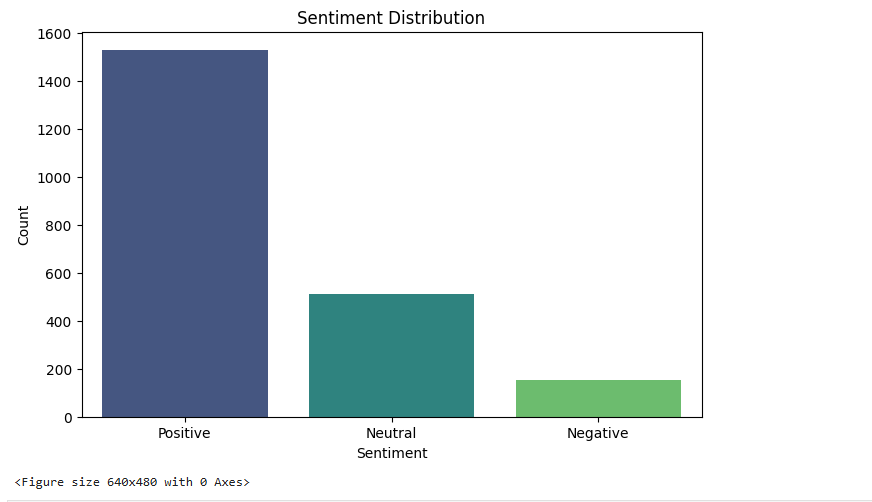 Sentiment Distribution
1600
1400
1200
1000
800
600
400
200
0
Count
Positive Neutral Negative
Sentiment
<Figure size 640x480 with 0 Axes>